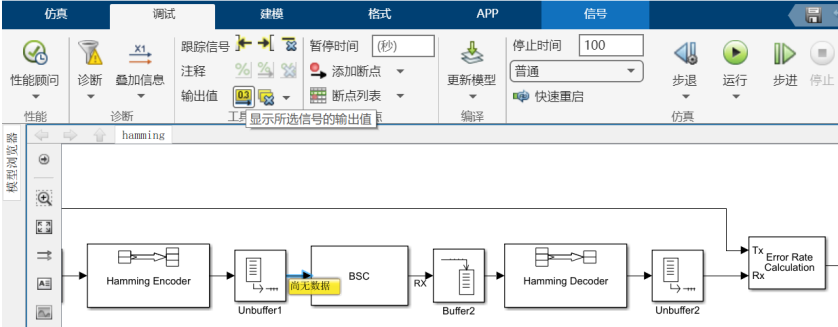 仿真 调试 建模 格式 APP 信号
性能顾问
诊断
叠加信息
跟踪信号
注释
输出值
暂停时间 (秒)
添加断点
断点列表
更新模型
停止时间 100
普通
快速重启
步退
运行
步进
停止
性能 诊断 工具 点 编译 仿真
显示所选信号的输出值
模型浏览器
hamming
Hamming Encoder
Unbuffer1
尚无数据
BSC
RX
Buffer2
Hamming Decoder
Unbuffer2
Tx
Rx
Error Rate
Calculation